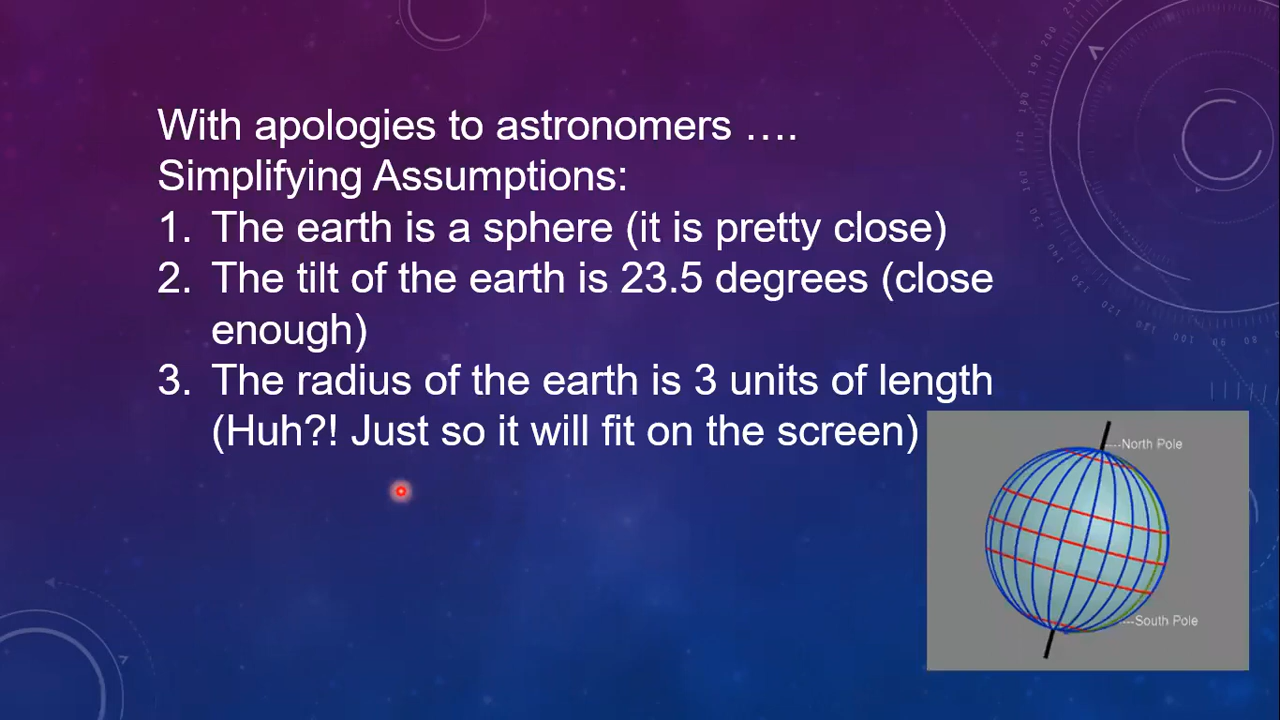 With apologies to astronomers ….
Simplifying Assumptions:
1. The earth is a sphere (it is pretty close)
2. The tilt of the earth is 23.5 degrees (close
enough)
3. The radius of the earth is 3 units of length
(Huh?! Just so it will fit on the screen)
North Pole
South Pole